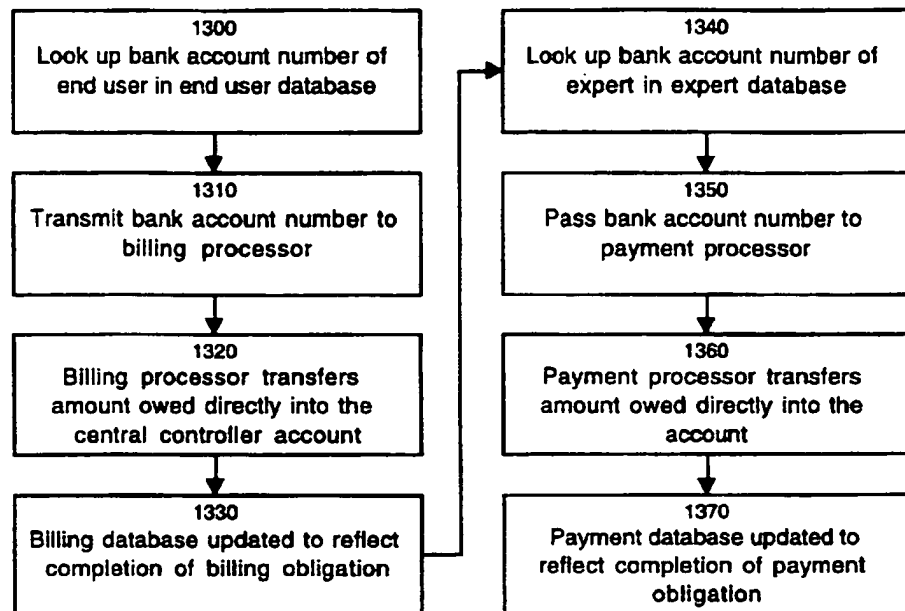 1300
Look up bank account number of
end user in end user database
1310
Transmit bank account number to
billing processor
1320
Billing processor transfers
amount owed directly into the
central controller account
1330
Billing database updated to reflect
completion of billing obligation
1340
Look up bank account number of
expert in expert database
1350
Pass bank account number to
payment processor
1360
Payment processor transfers
amount owed directly into the
account
1370
Payment database updated to
reflect completion of payment
obligation